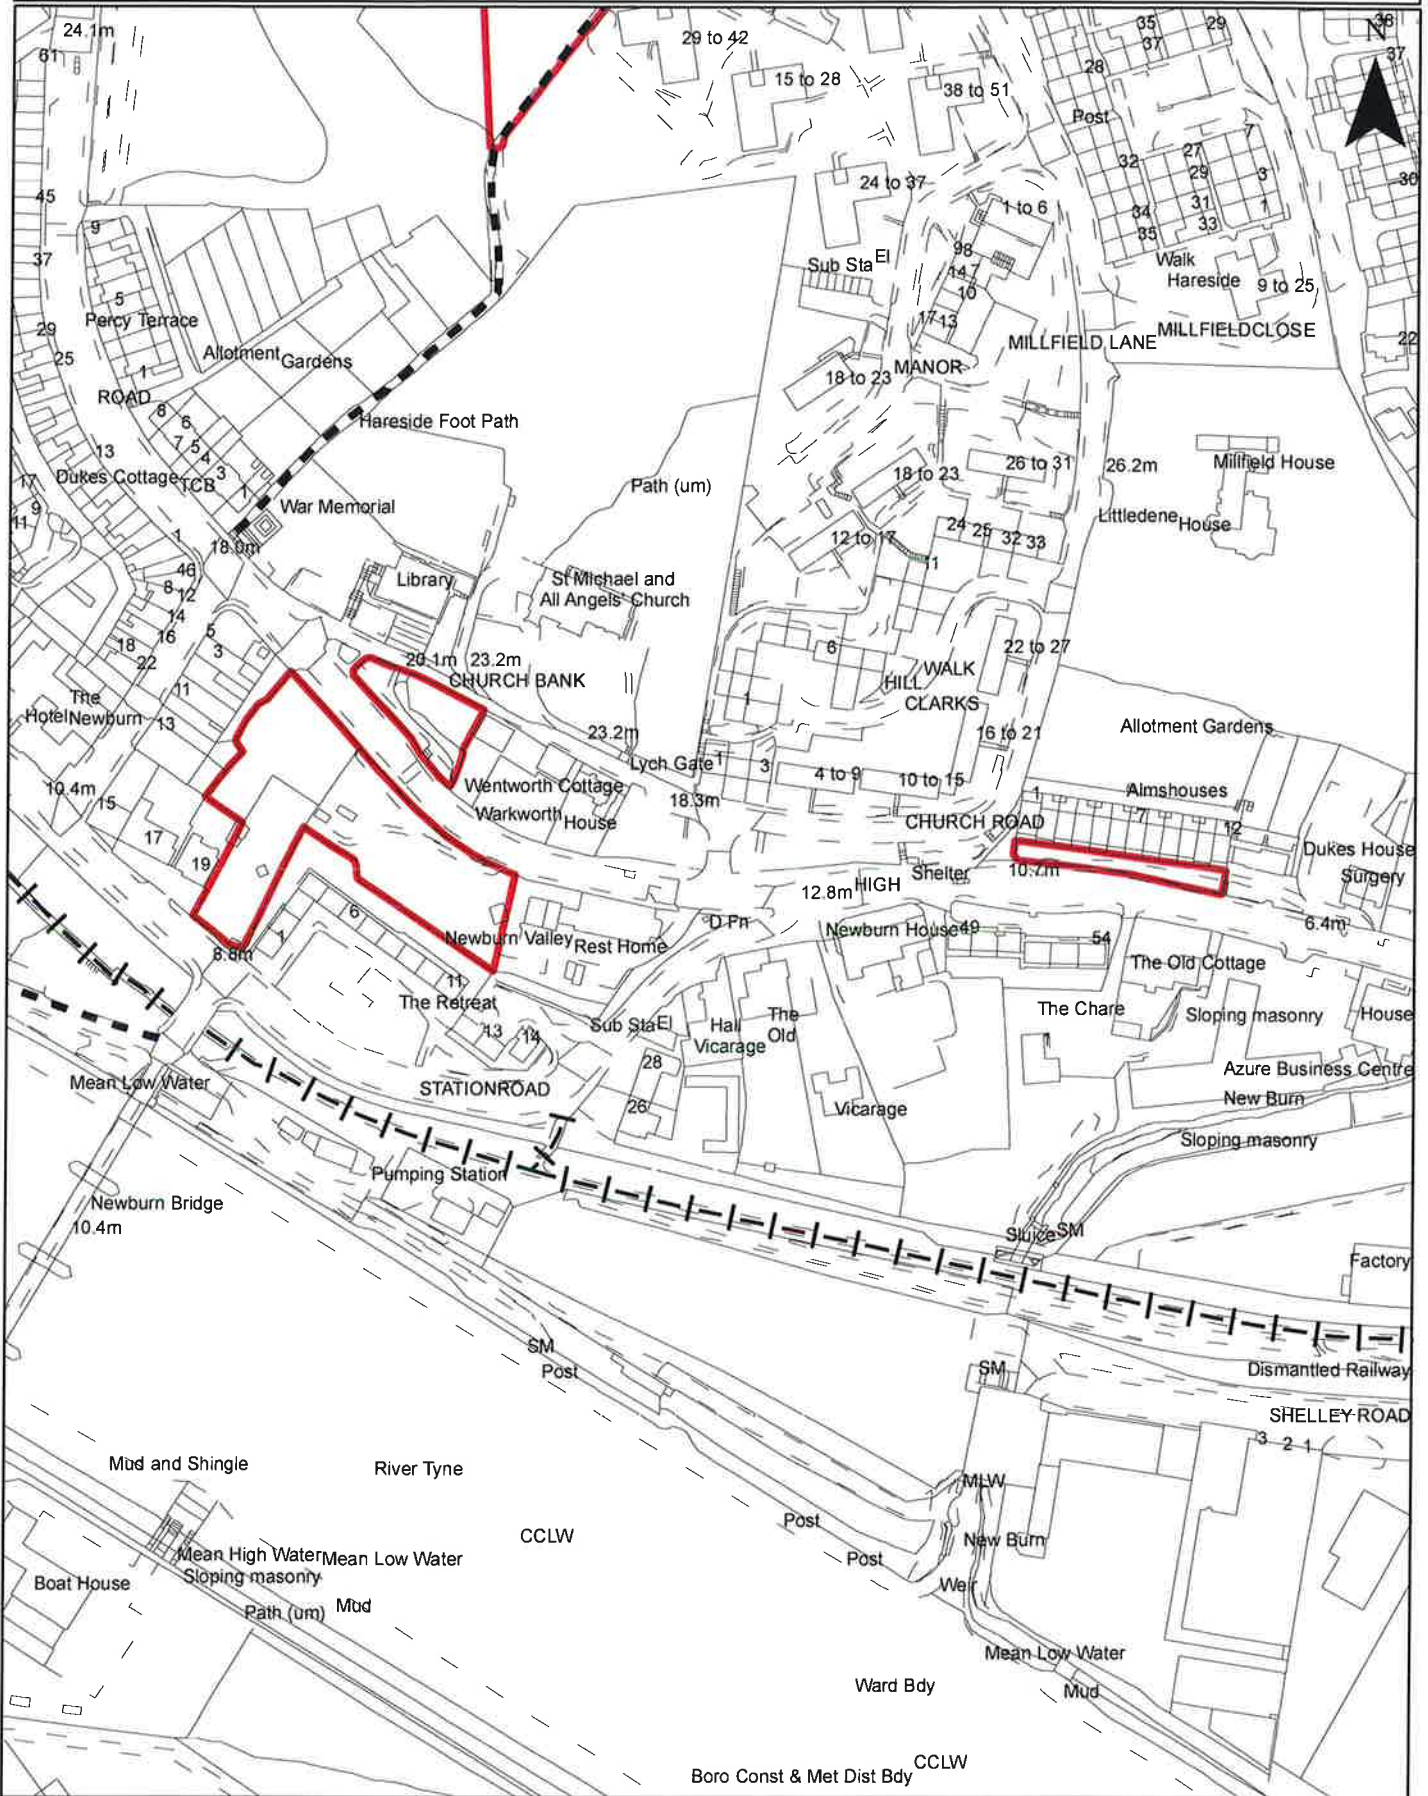 24.1m
61
29 to 42
35
29
38
N
37
37
28
15 to 28
38 to 51
Post
7
32
27
29
3
30
24 to 37
45
1 to 6
34
31
1
33
35
9
98
37
Sub Sta El
147
Walk
Hareside
9 to 25
10
5
Percy Terrace
1713
29
MILLFIELD LANE
MILLFIELDCLOSE
22
25
Allotment Gardens
MANOR
1
18 to 23
ROAD
8
6
Hareside Foot Path
7
5
4
13
3
18 to 23
26 to 31
26.2m
Millfield House
Dukes Cottage
TCB
17
1
Path (um)
9
War Memorial
Littledene House
11
24
25
32
33
1
18.0m
12 to 17
11
46
Library
St Michael and
All Angels' Church
8
12
14
5
16
18
3
6
22 to 27
22
20.1m
23.2m
WALK
CHURCH BANK
HILL
11
The
1
CLARKS
Hotel Newburn
13
Allotment Gardens
23.2m
16 to 21
Lych Gate
1
3
4 to 9
10 to 15
10.4m
Wentworth Cottage
1
Almshouses
15
18.3m
Warkworth House
7
17
CHURCH ROAD
12
19
Dukes House
Shelter
10.7m
Surgery
12.8m
HIGH
6
D Fn
6.4m
1
Newburn House
49
54
8.8m
Newburn Valley Rest Home
The Old Cottage
11
The Retreat
The Chare
Sloping masonry
House
13
14
Sub Sta El
Hall
The
Vicarage
Old
28
Mean Low Water
Azure Business Centre
STATIONROAD
New Burn
26
Vicarage
Sloping masonry
Pumping Station
Newburn Bridge
10.4m
Sluice
SM
Factory
SM
Post
SM
Dismantled Railway
SHELLEY ROAD
3 2 1
Mud and Shingle
River Tyne
MLW
Post
CCLW
New Burn
Mean High Water
Mean Low Water
Post
Boat House
Sloping masonry
Weir
Path (um)
Mud
Mean Low Water
Ward Bdy
Mud
CCLW
Boro Const & Met Dist Bdy